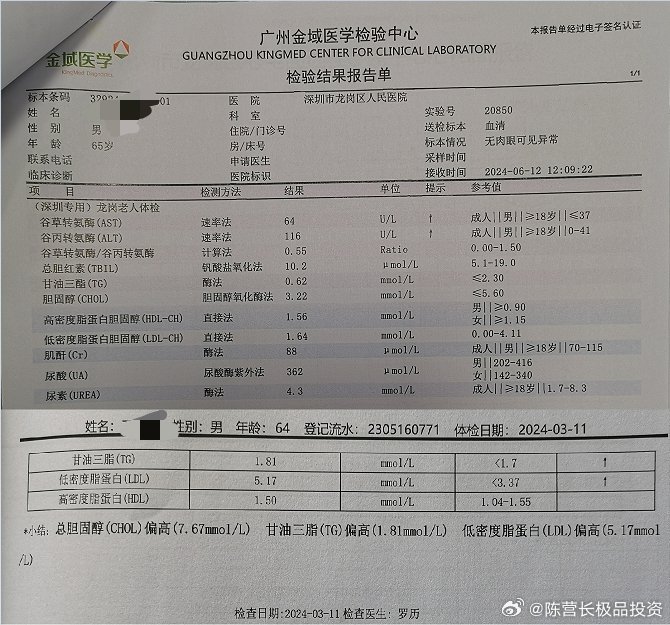 本报告单经过电子签名认证
广州金域医学检验中心
金域医学
KingMed Diagnostics
GUANGZHOU KINGMED CENTER FOR CLINICAL LABORATORY
检验结果报告单
1/1
标本条码 01 医 院 深圳市龙岗区人民医院
姓 名 科 室 实验号 20850
性 别 男 住院/门诊号 送检标本 血清
年 龄 65岁 房/床号 标本情况 无肉眼可见异常
联系电话 申请医生 采样时间
临床诊断 医院标识 接收时间 2024-06-12 12:09:22
项 目 检测方法 结果 单位 提示 参考值
(深圳专用)龙岗老人体检
谷草转氨酶(AST) 速率法 64 U/L ↑ 成人||男||≥18岁||≤37
谷丙转氨酶(ALT) 速率法 116 U/L ↑ 成人||男||≥18岁||0-41
谷草转氨酶/谷丙转氨酶 计算法 0.55 Ratio 0.00-1.50
总胆红素(TBIL) 钒酸盐氧化法 10.2 μmol/L 5.1-19.0
甘油三酯(TG) 酶法 0.62 mmol/L ≤2.30
胆固醇(CHOL) 胆固醇氧化酶法 3.22 mmol/L ≤5.60
高密度脂蛋白胆固醇(HDL-CH) 直接法 1.56 mmol/L 男||≥0.90
女||≥1.15
低密度脂蛋白胆固醇(LDL-CH) 直接法 1.64 mmol/L 0.00-4.11
肌酐(Cr) 酶法 88 μmol/L 成人||男||≥18岁||70-115
尿酸(UA) 尿酸酶紫外法 362 μmol/L 男||202-416
女||142-340
尿素(UREA) 酶法 4.3 mmol/L 成人||≥18岁||1.7-8.3
姓名: 性别: 男 年龄: 64 登记流水: 2305160771 体检日期: 2024-03-11
甘油三脂(TG) 1.81 mmol/L <1.7 ↑
低密度脂蛋白(LDL) 5.17 mmol/L <3.37 ↑
高密度脂蛋白(HDL) 1.50 mmol/L 1.04-1.55
*小结: 总胆固醇(CHOL)偏高(7.67mmol/L) 甘油三脂(TG)偏高(1.81mmol/L) 低密度脂蛋白(LDL)偏高(5.17mmol
/L)
检查日期:2024-03-11 检查医生: 罗历
@陈营长极品投资